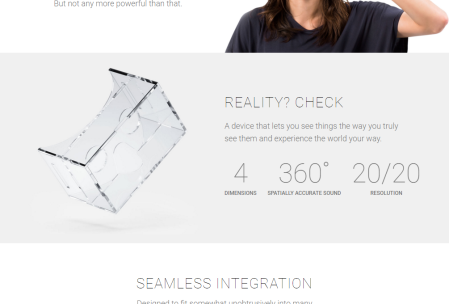 But not any more powerful than that.
REALITY? CHECK
A device that lets you see things the way you truly
see them and experience the world your way.
4 360° 20/20
DIMENSIONS SPATIALLY ACCURATE SOUND RESOLUTION
SEAMLESS INTEGRATION
Designed to fit somewhat unobtrusively into many